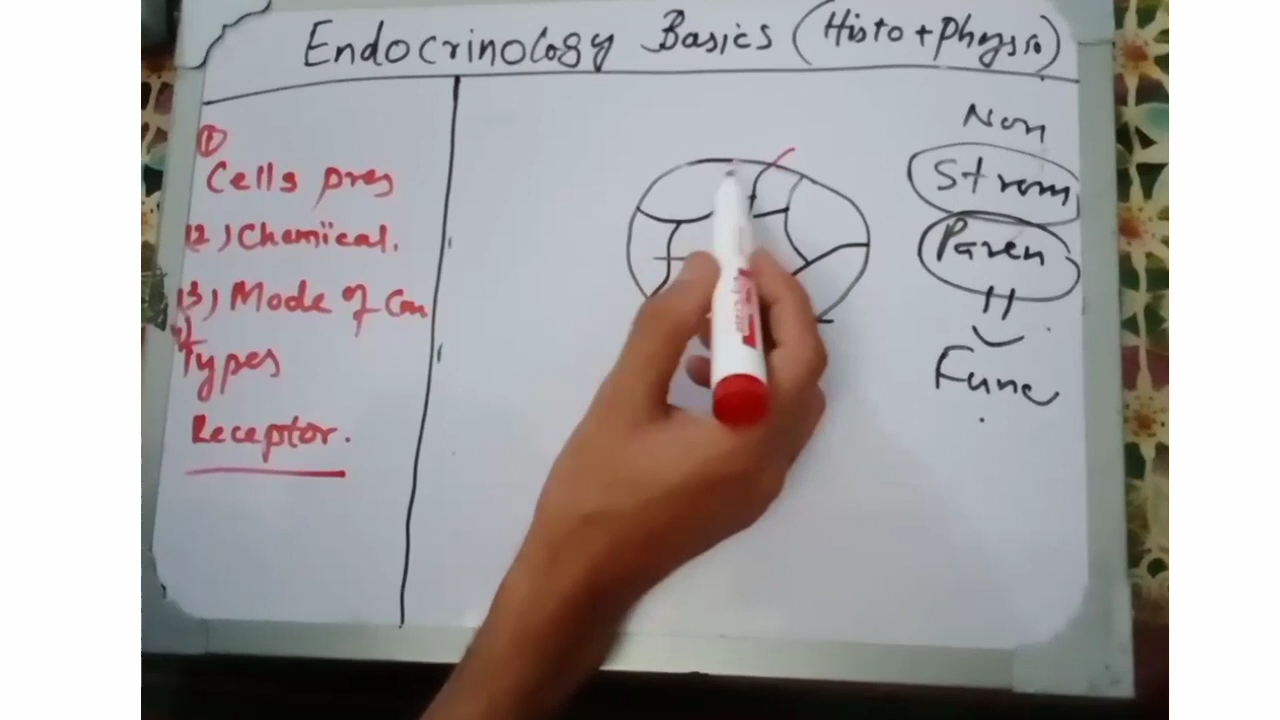 Endocrinology Basics (Histo + Physio)
①
Cells pres
(2) Chemical.
(3) Mode of Com
4)
Types
Receptor.
Non
Strom
Paren
Func